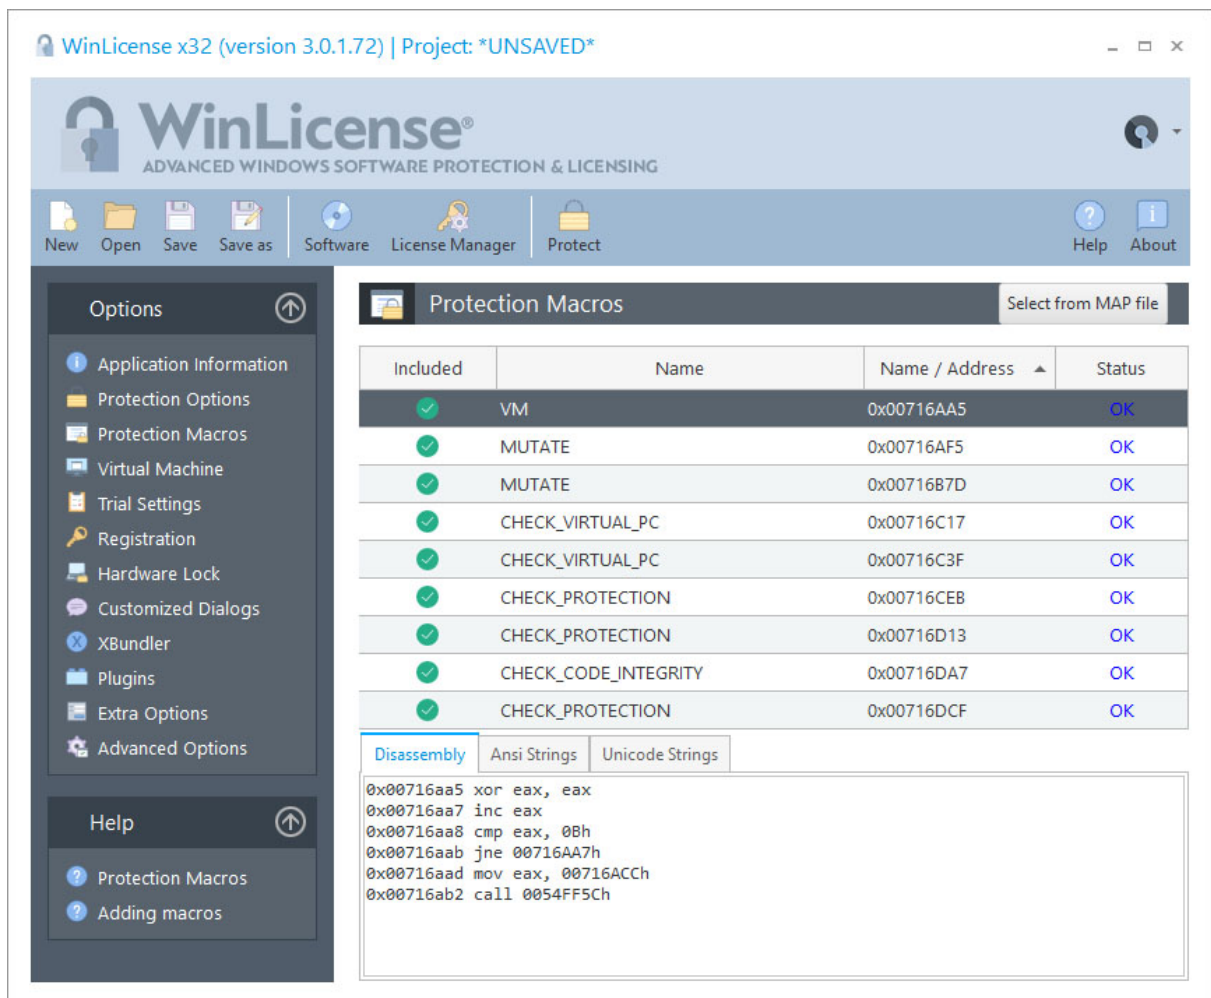 WinLicense x32 (version 3.0.1.72) | Project: *UNSAVED*
WinLicense®
ADVANCED WINDOWS SOFTWARE PROTECTION & LICENSING
New Open Save Save as Software License Manager Protect Help About
Options
Application Information
Protection Options
Protection Macros
Virtual Machine
Trial Settings
Registration
Hardware Lock
Customized Dialogs
XBundler
Plugins
Extra Options
Advanced Options
Help
Protection Macros
Adding macros
Protection Macros Select from MAP file
Included Name Name / Address Status
VM 0x00716AA5 OK
MUTATE 0x00716AF5 OK
MUTATE 0x00716B7D OK
CHECK_VIRTUAL_PC 0x00716C17 OK
CHECK_VIRTUAL_PC 0x00716C3F OK
CHECK_PROTECTION 0x00716CEB OK
CHECK_PROTECTION 0x00716D13 OK
CHECK_CODE_INTEGRITY 0x00716DA7 OK
CHECK_PROTECTION 0x00716DCF OK
Disassembly Ansi Strings Unicode Strings
0x00716aa5 xor eax, eax
0x00716aa7 inc eax
0x00716aa8 cmp eax, 0Bh
0x00716aab jne 00716AA7h
0x00716aad mov eax, 00716ACCh
0x00716ab2 call 0054FF5Ch